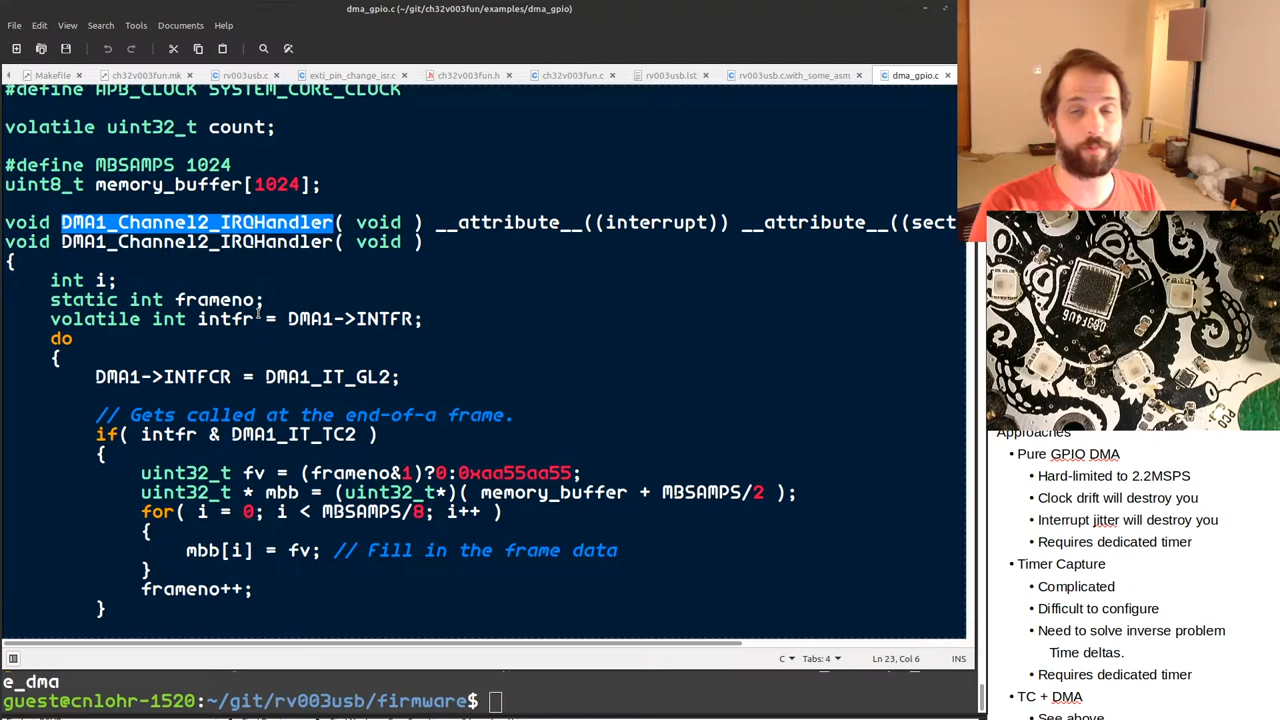 dma_gpio.c (~/git/ch32v003fun/examples/dma_gpio)
File Edit View Search Tools Documents Help
Makefile × ch32v003fun.mk × rv003usb.c × exti_pin_change_isr.c × ch32v003fun.h × ch32v003fun.c × rv003usb.lst × rv003usb.c.with_some_asm × dma_gpio.c ×
#define APB_CLOCK SYSTEM_CORE_CLOCK
volatile uint32_t count;
#define MBSAMPS 1024
uint8_t memory_buffer[1024];
void DMA1_Channel2_IRQHandler( void ) __attribute__((interrupt)) __attribute__((sect
void DMA1_Channel2_IRQHandler( void )
{
int i;
static int frameno;
volatile int intfr = DMA1->INTFR;
do
{
DMA1->INTFCR = DMA1_IT_GL2;
// Gets called at the end-of-a frame.
if( intfr & DMA1_IT_TC2 )
{
uint32_t fv = (frameno&1)?0:0xaa55aa55;
uint32_t * mbb = (uint32_t*)( memory_buffer + MBSAMPS/2 );
for( i = 0; i < MBSAMPS/8; i++ )
{
mbb[i] = fv; // Fill in the frame data
}
frameno++;
}
C Tabs: 4 Ln 23, Col 6 INS
e_dma
guest@cnlohr-1520:~/git/rv003usb/firmware$
Approaches
• Pure GPIO DMA
• Hard-limited to 2.2MSPS
• Clock drift will destroy you
• Interrupt jitter will destroy you
• Requires dedicated timer
• Timer Capture
• Complicated
• Difficult to configure
• Need to solve inverse problem
Time deltas.
• Requires dedicated timer
• TC + DMA
• See above